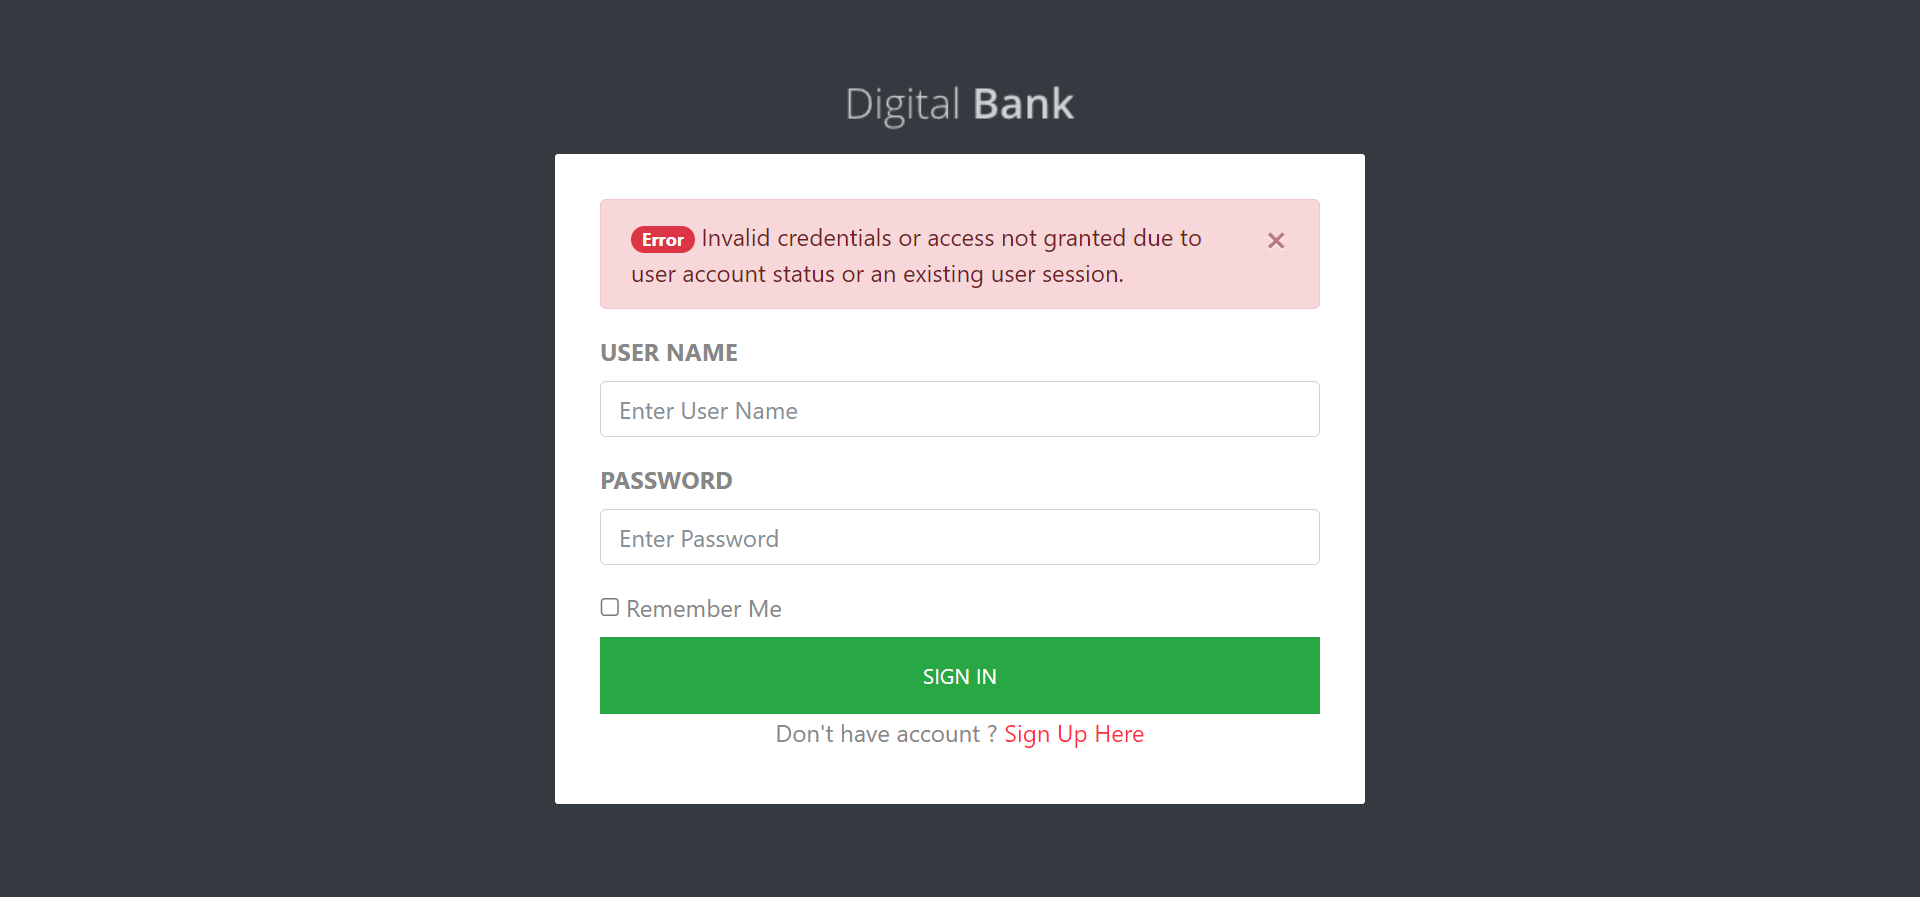 Digital Bank
Error Invalid credentials or access not granted due to
user account status or an existing user session.
×
USER NAME
Enter User Name
PASSWORD
Enter Password
Remember Me
SIGN IN
Don't have account ? Sign Up Here